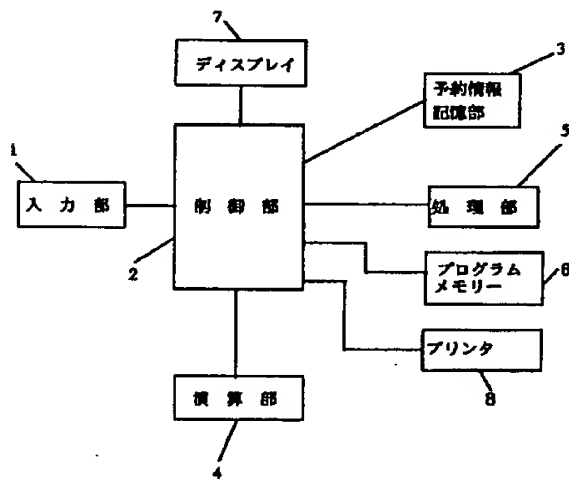 7
ディスプレイ
3
予約情報
記憶部
1
入力部
制御部
2
5
処理部
プログラム
メモリー
6
プリンタ
8
演算部
4